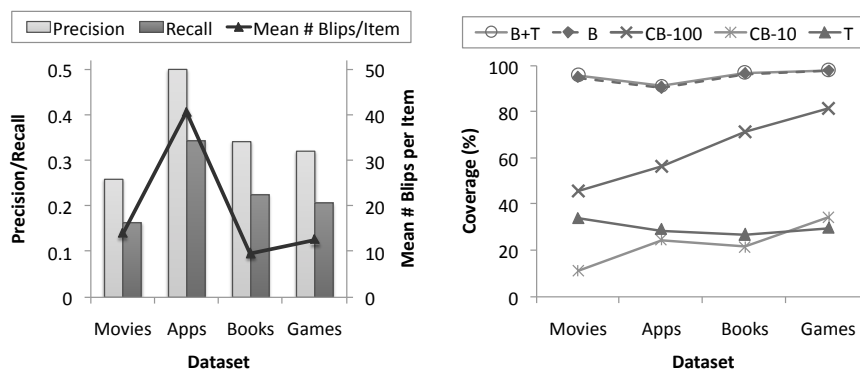 Precision Recall Mean # Blips/Item
0.5
0.4
0.3
0.2
0.1
0
50
40
30
20
10
0
Precision/Recall
Mean # Blips per Item
Movies Apps Books Games
Dataset
B+T B CB-100 CB-10 T
100
80
60
40
20
0
Coverage (%)
Movies Apps Books Games
Dataset